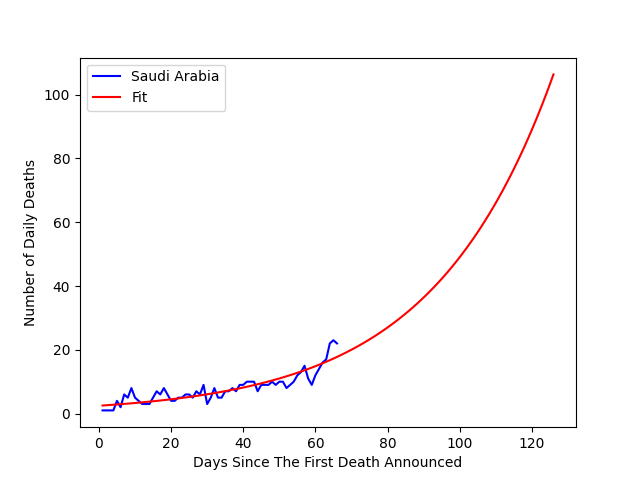 Saudi Arabia
Fit
Number of Daily Deaths
100
80
60
40
20
0
0 20 40 60 80 100 120
Days Since The First Death Announced